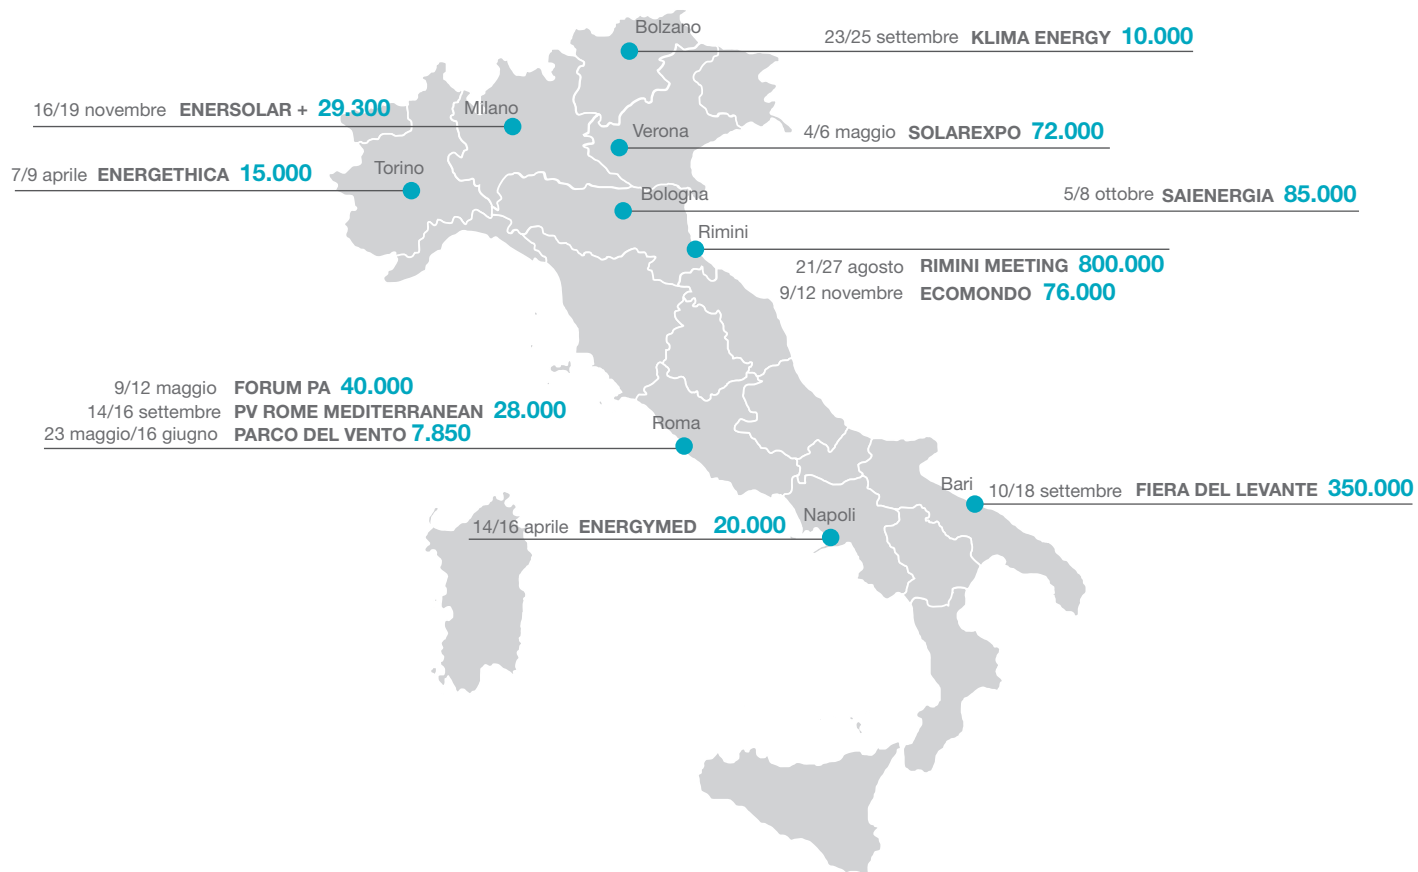 Bolzano
23/25 settembre KLIMA ENERGY 10.000
16/19 novembre ENERSOLAR + 29.300
Milano
Verona
4/6 maggio SOLAREXPO 72.000
7/9 aprile ENERGETHICA 15.000
Torino
Bologna
5/8 ottobre SAIENERGIA 85.000
Rimini
21/27 agosto RIMINI MEETING 800.000
9/12 novembre ECOMONDO 76.000
9/12 maggio FORUM PA 40.000
14/16 settembre PV ROME MEDITERRANEAN 28.000
23 maggio/16 giugno PARCO DEL VENTO 7.850
Roma
Bari
10/18 settembre FIERA DEL LEVANTE 350.000
14/16 aprile ENERGYMED 20.000
Napoli